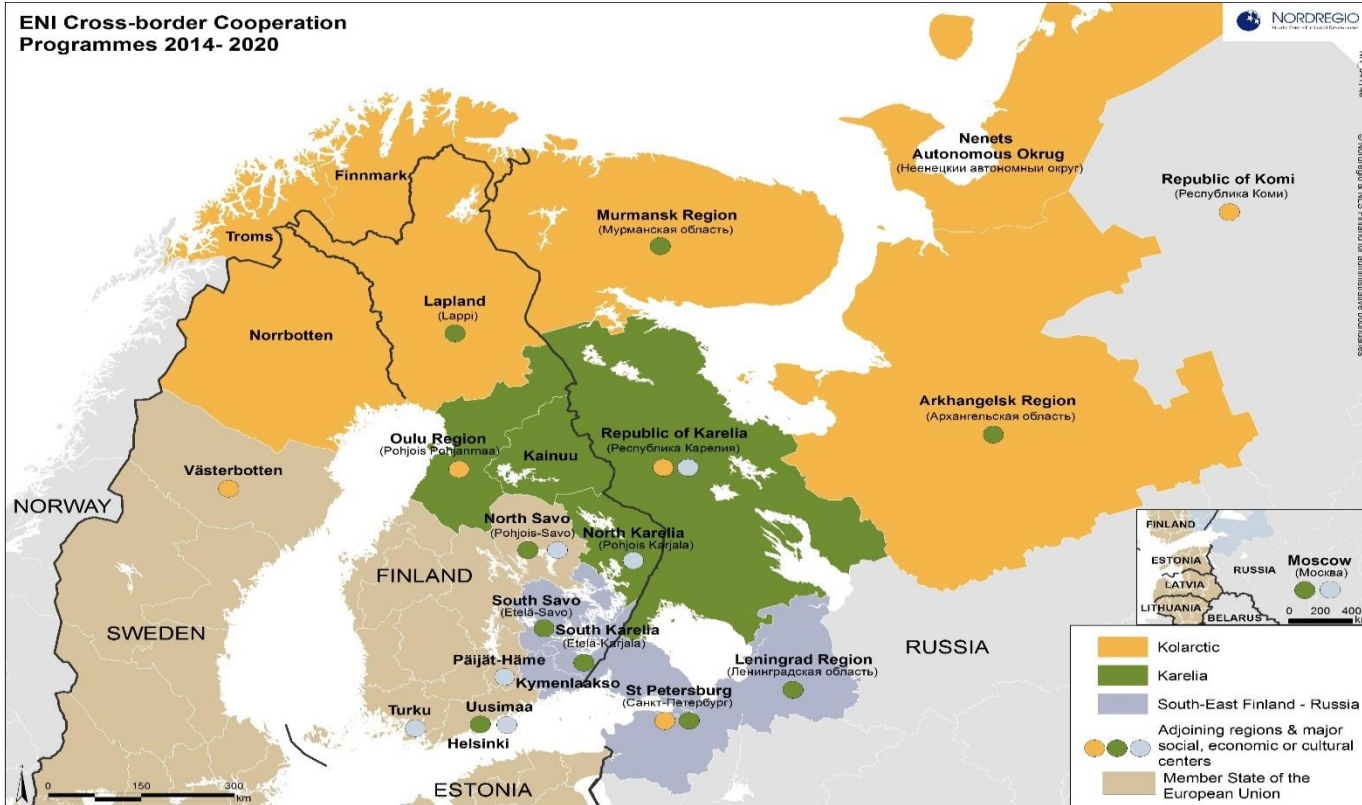 ENI Cross-border Cooperation
Programmes 2014- 2020
NORDREGIO
Nenets
Autonomous Okrug
(Неенецкии автономныи округ)
Republic of Komi
(Республика Коми)
Finnmark
Troms
Murmansk Region
(Мурманская область)
Lapland
(Lappi)
Norrbotten
Arkhangelsk Region
(Архангельская область)
Oulu Region
(Pohjois Pohjanmaa)
Kainuu
Republic of Karelia
(Республика Карелия)
Västerbotten
NORWAY
North Savo
(Pohjois-Savo)
North Karelia
(Pohjois Karjala)
FINLAND
South Savo
(Etelä-Savo)
SWEDEN
South Karelia
(Etelä-Karjala)
Päijät-Häme
Kymenlaakso
Leningrad Region
(Ленинградская область)
RUSSIA
St Petersburg
(Санкт-Петербург)
Turku
Uusimaa
Helsinki
ESTONIA
0 50 150 300
km
FINLAND
ESTONIA
LATVIA
LITHUANIA
BELARUS
RUSSIA
Moscow
(Москва)
0 200 400
km
Kolarctic
Karelia
South-East Finland - Russia
Adjoining regions & major
social, economic or cultural
centers
Member State of the
European Union